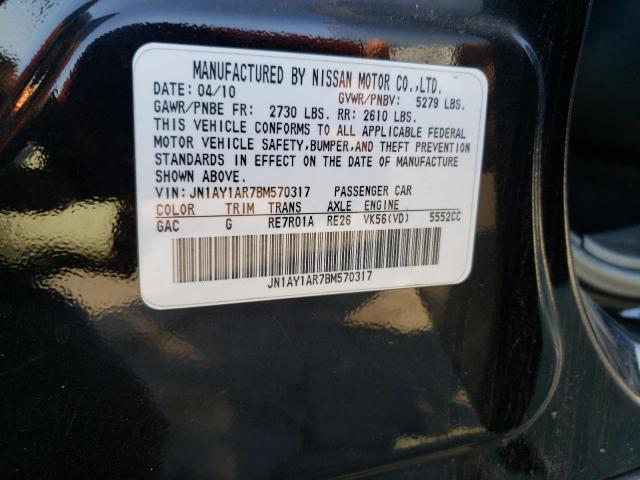 MANUFACTURED BY NISSAN MOTOR CO.,LTD.
DATE: 04/10 GVWR/PNBV: 5279 LBS.
GAWR/PNBE FR: 2730 LBS. RR: 2610 LBS.
THIS VEHICLE CONFORMS TO ALL APPLICABLE FEDERAL
MOTOR VEHICLE SAFETY,BUMPER,AND THEFT PREVENTION
STANDARDS IN EFFECT ON THE DATE OF MANUFACTURE
SHOWN ABOVE.
VIN: JN1AY1AR7BM570317 PASSENGER CAR
COLOR TRIM TRANS AXLE ENGINE
GAC G RE7R01A RE26 VK56(VD) 5552CC
JN1AY1AR7BM570317